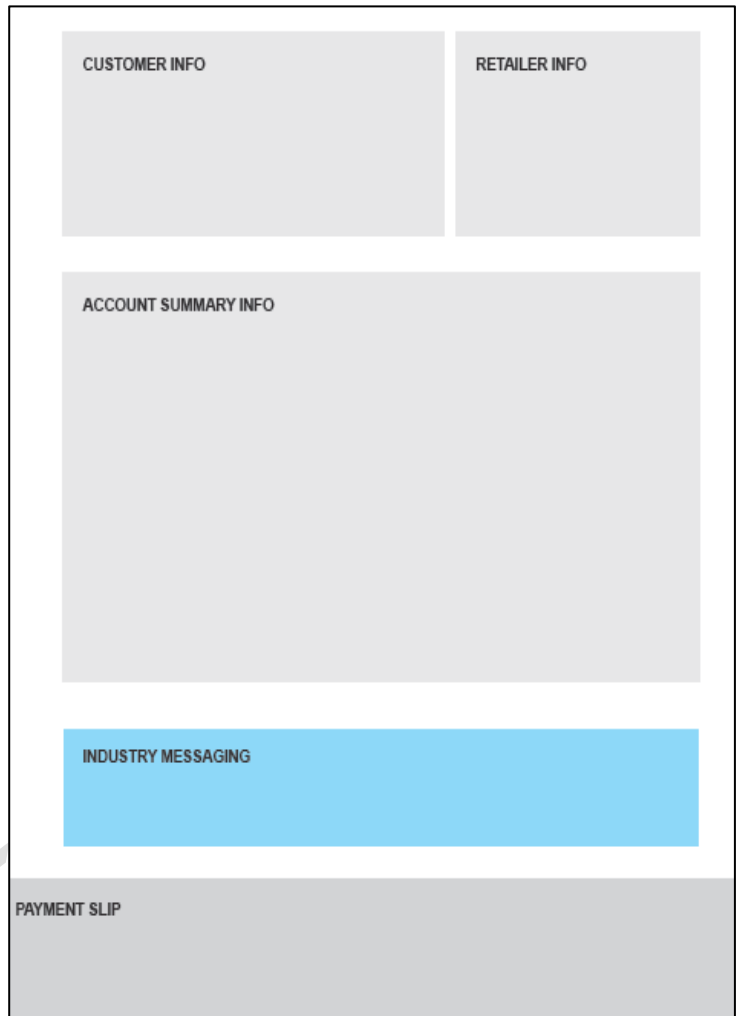 CUSTOMER INFO
RETAILER INFO
ACCOUNT SUMMARY INFO
INDUSTRY MESSAGING
PAYMENT SLIP